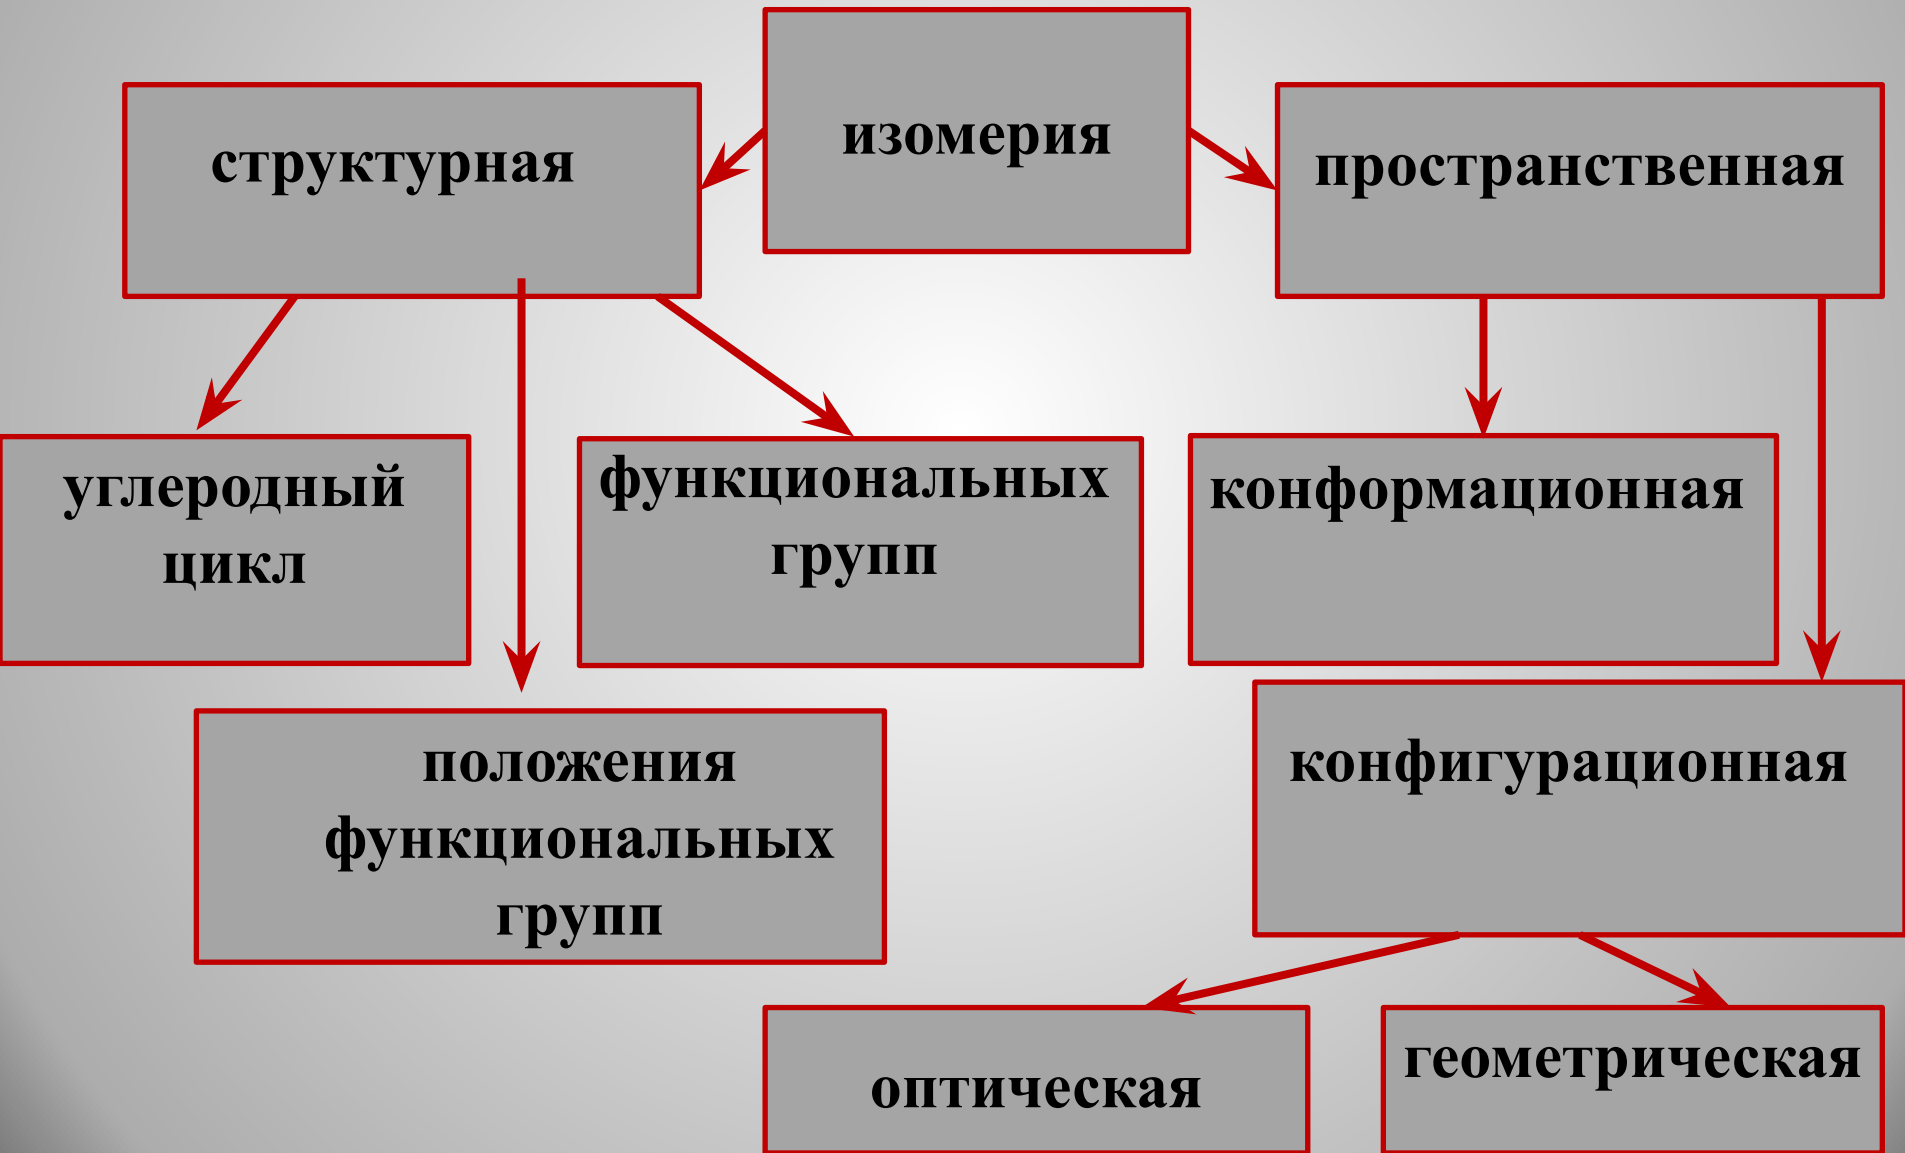 изомерия
структурная
пространственная
углеродный
цикл
функциональных
групп
конформационная
положения
функциональных
групп
конфигурационная
оптическая
геометрическая